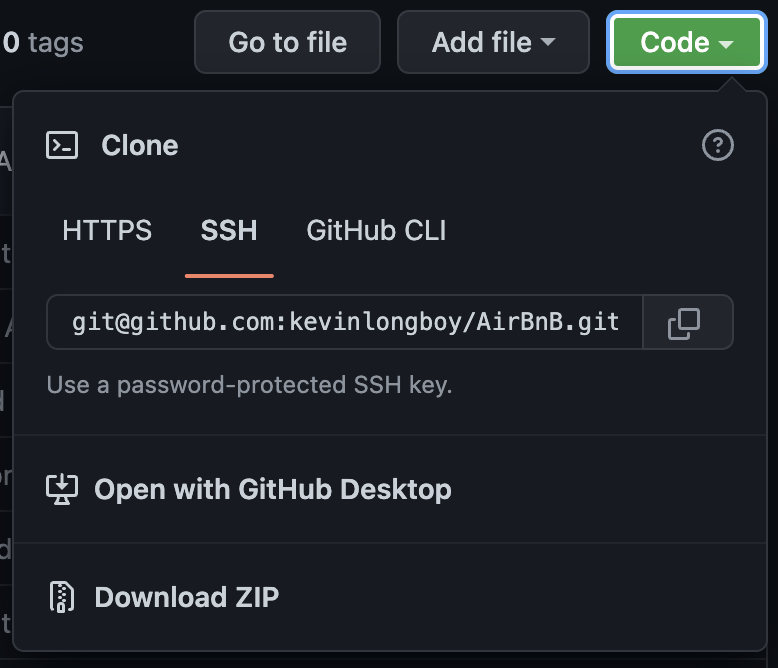 0 tags
Go to file
Add file
Code
Clone
HTTPS
SSH
GitHub CLI
git@github.com:kevinlongboy/AirBnB.git
Use a password-protected SSH key.
Open with GitHub Desktop
Download ZIP